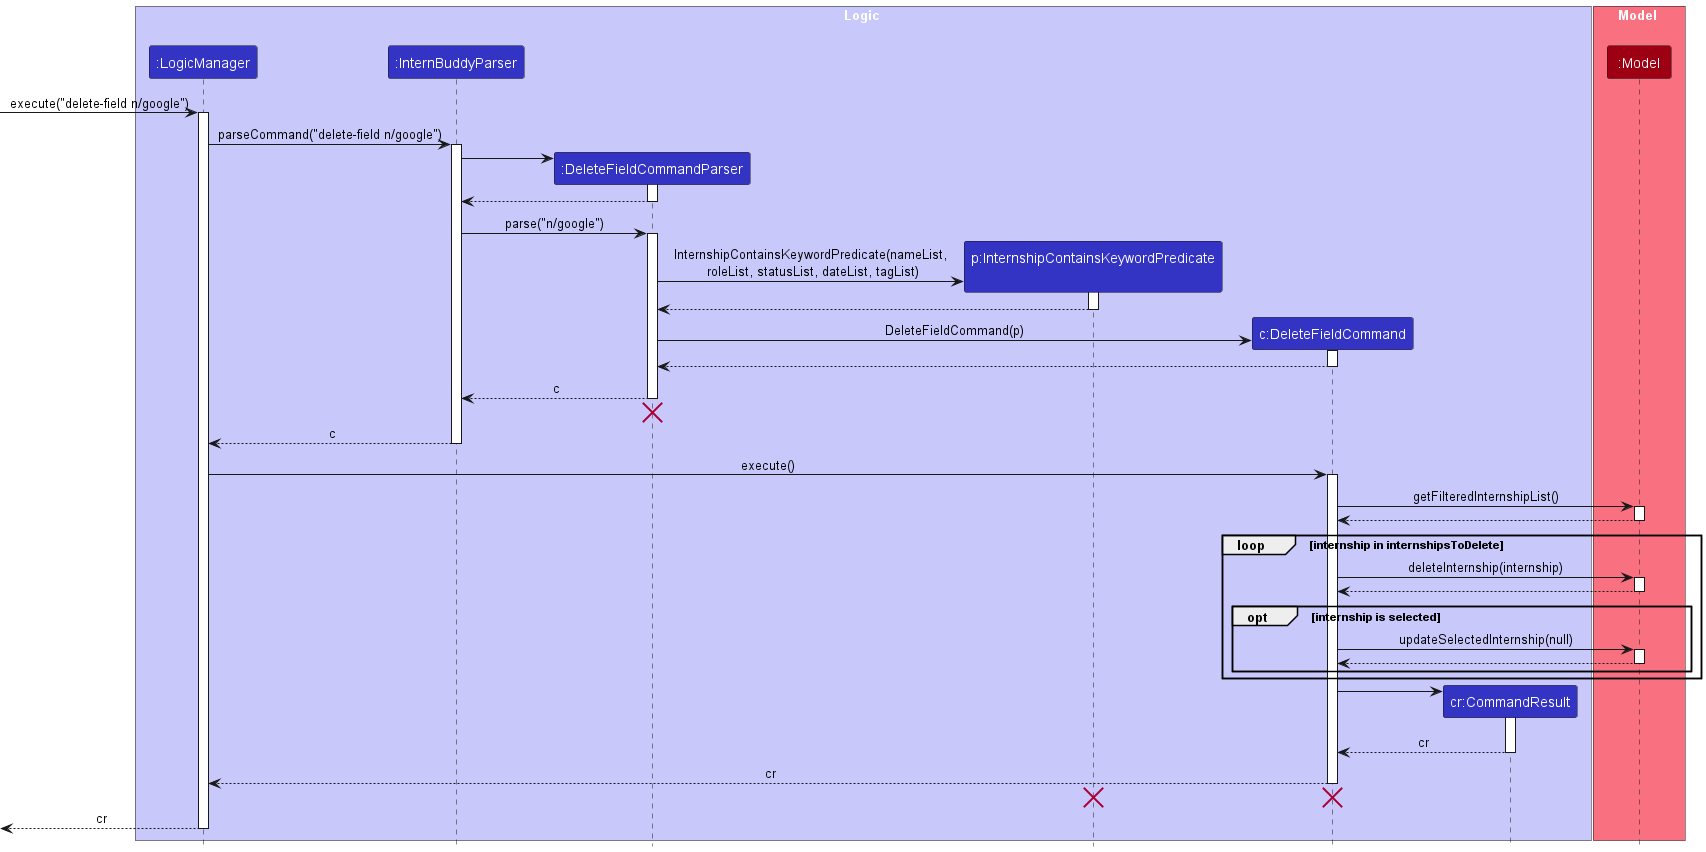 Logic
Model
:LogicManager
:InternBuddyParser
:Model
execute("delete-field n/google")
parseCommand("delete-field n/google")
:DeleteFieldCommandParser
parse("n/google")
InternshipContainsKeywordPredicate(nameList,
roleList, statusList, dateList, tagList)
p:InternshipContainsKeywordPredicate
DeleteFieldCommand(p)
c:DeleteFieldCommand
c
c
execute()
getFilteredInternshipList()
loop
[internship in internshipsToDelete]
deleteInternship(internship)
opt
[internship is selected]
updateSelectedInternship(null)
cr:CommandResult
cr
cr
cr